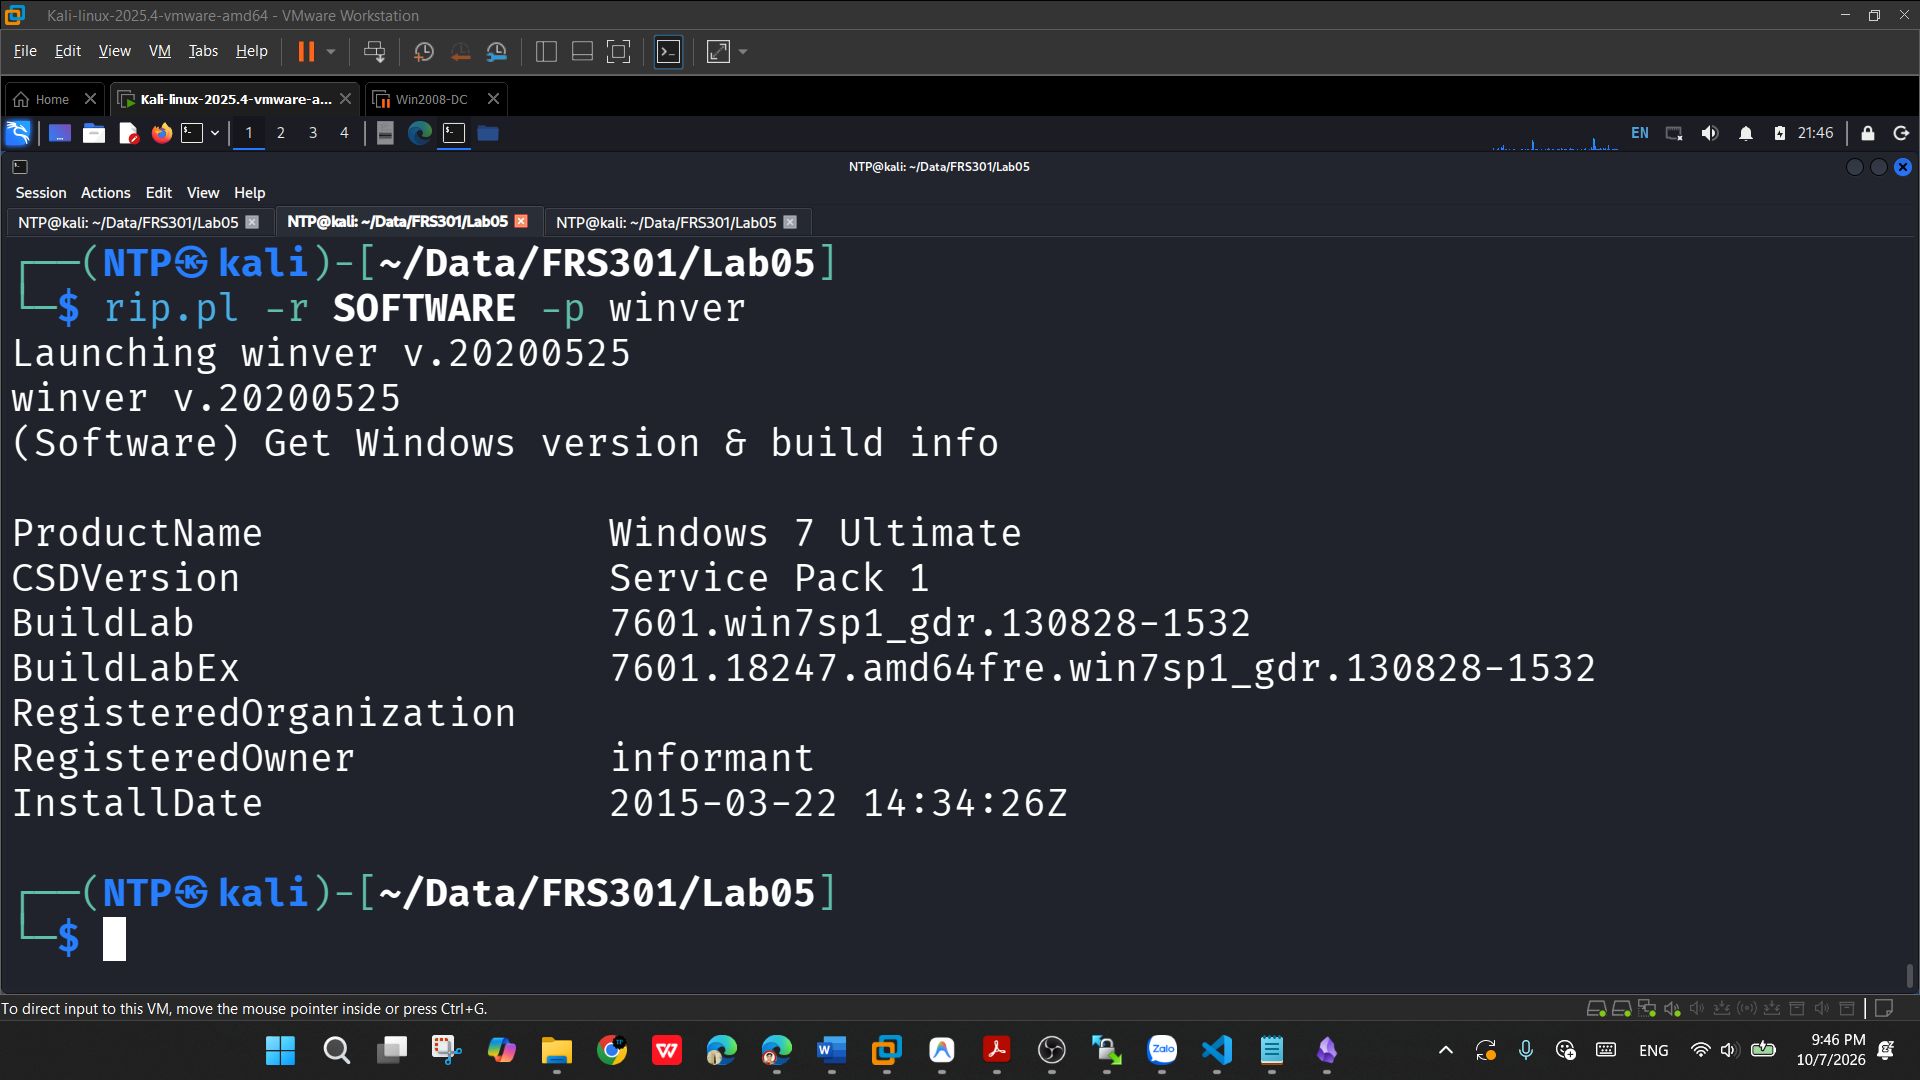 Kali-linux-2025.4-vmware-amd64 - VMware Workstation
File Edit View VM Tabs Help
Home Kali-linux-2025.4-vmware-a... Win2008-DC
1 2 3 4 EN 21:46
NTP@kali: ~/Data/FRS301/Lab05
Session Actions Edit View Help
NTP@kali: ~/Data/FRS301/Lab05 NTP@kali: ~/Data/FRS301/Lab05 NTP@kali: ~/Data/FRS301/Lab05
┌──(NTP㉿kali)-[~/Data/FRS301/Lab05]
└─$ rip.pl -r SOFTWARE -p winver
Launching winver v.20200525
winver v.20200525
(Software) Get Windows version & build info
ProductName Windows 7 Ultimate
CSDVersion Service Pack 1
BuildLab 7601.win7sp1_gdr.130828-1532
BuildLabEx 7601.18247.amd64fre.win7sp1_gdr.130828-1532
RegisteredOrganization
RegisteredOwner informant
InstallDate 2015-03-22 14:34:26Z
┌──(NTP㉿kali)-[~/Data/FRS301/Lab05]
└─$
To direct input to this VM, move the mouse pointer inside or press Ctrl+G.
Zalo
ENG
9:46 PM
10/7/2026